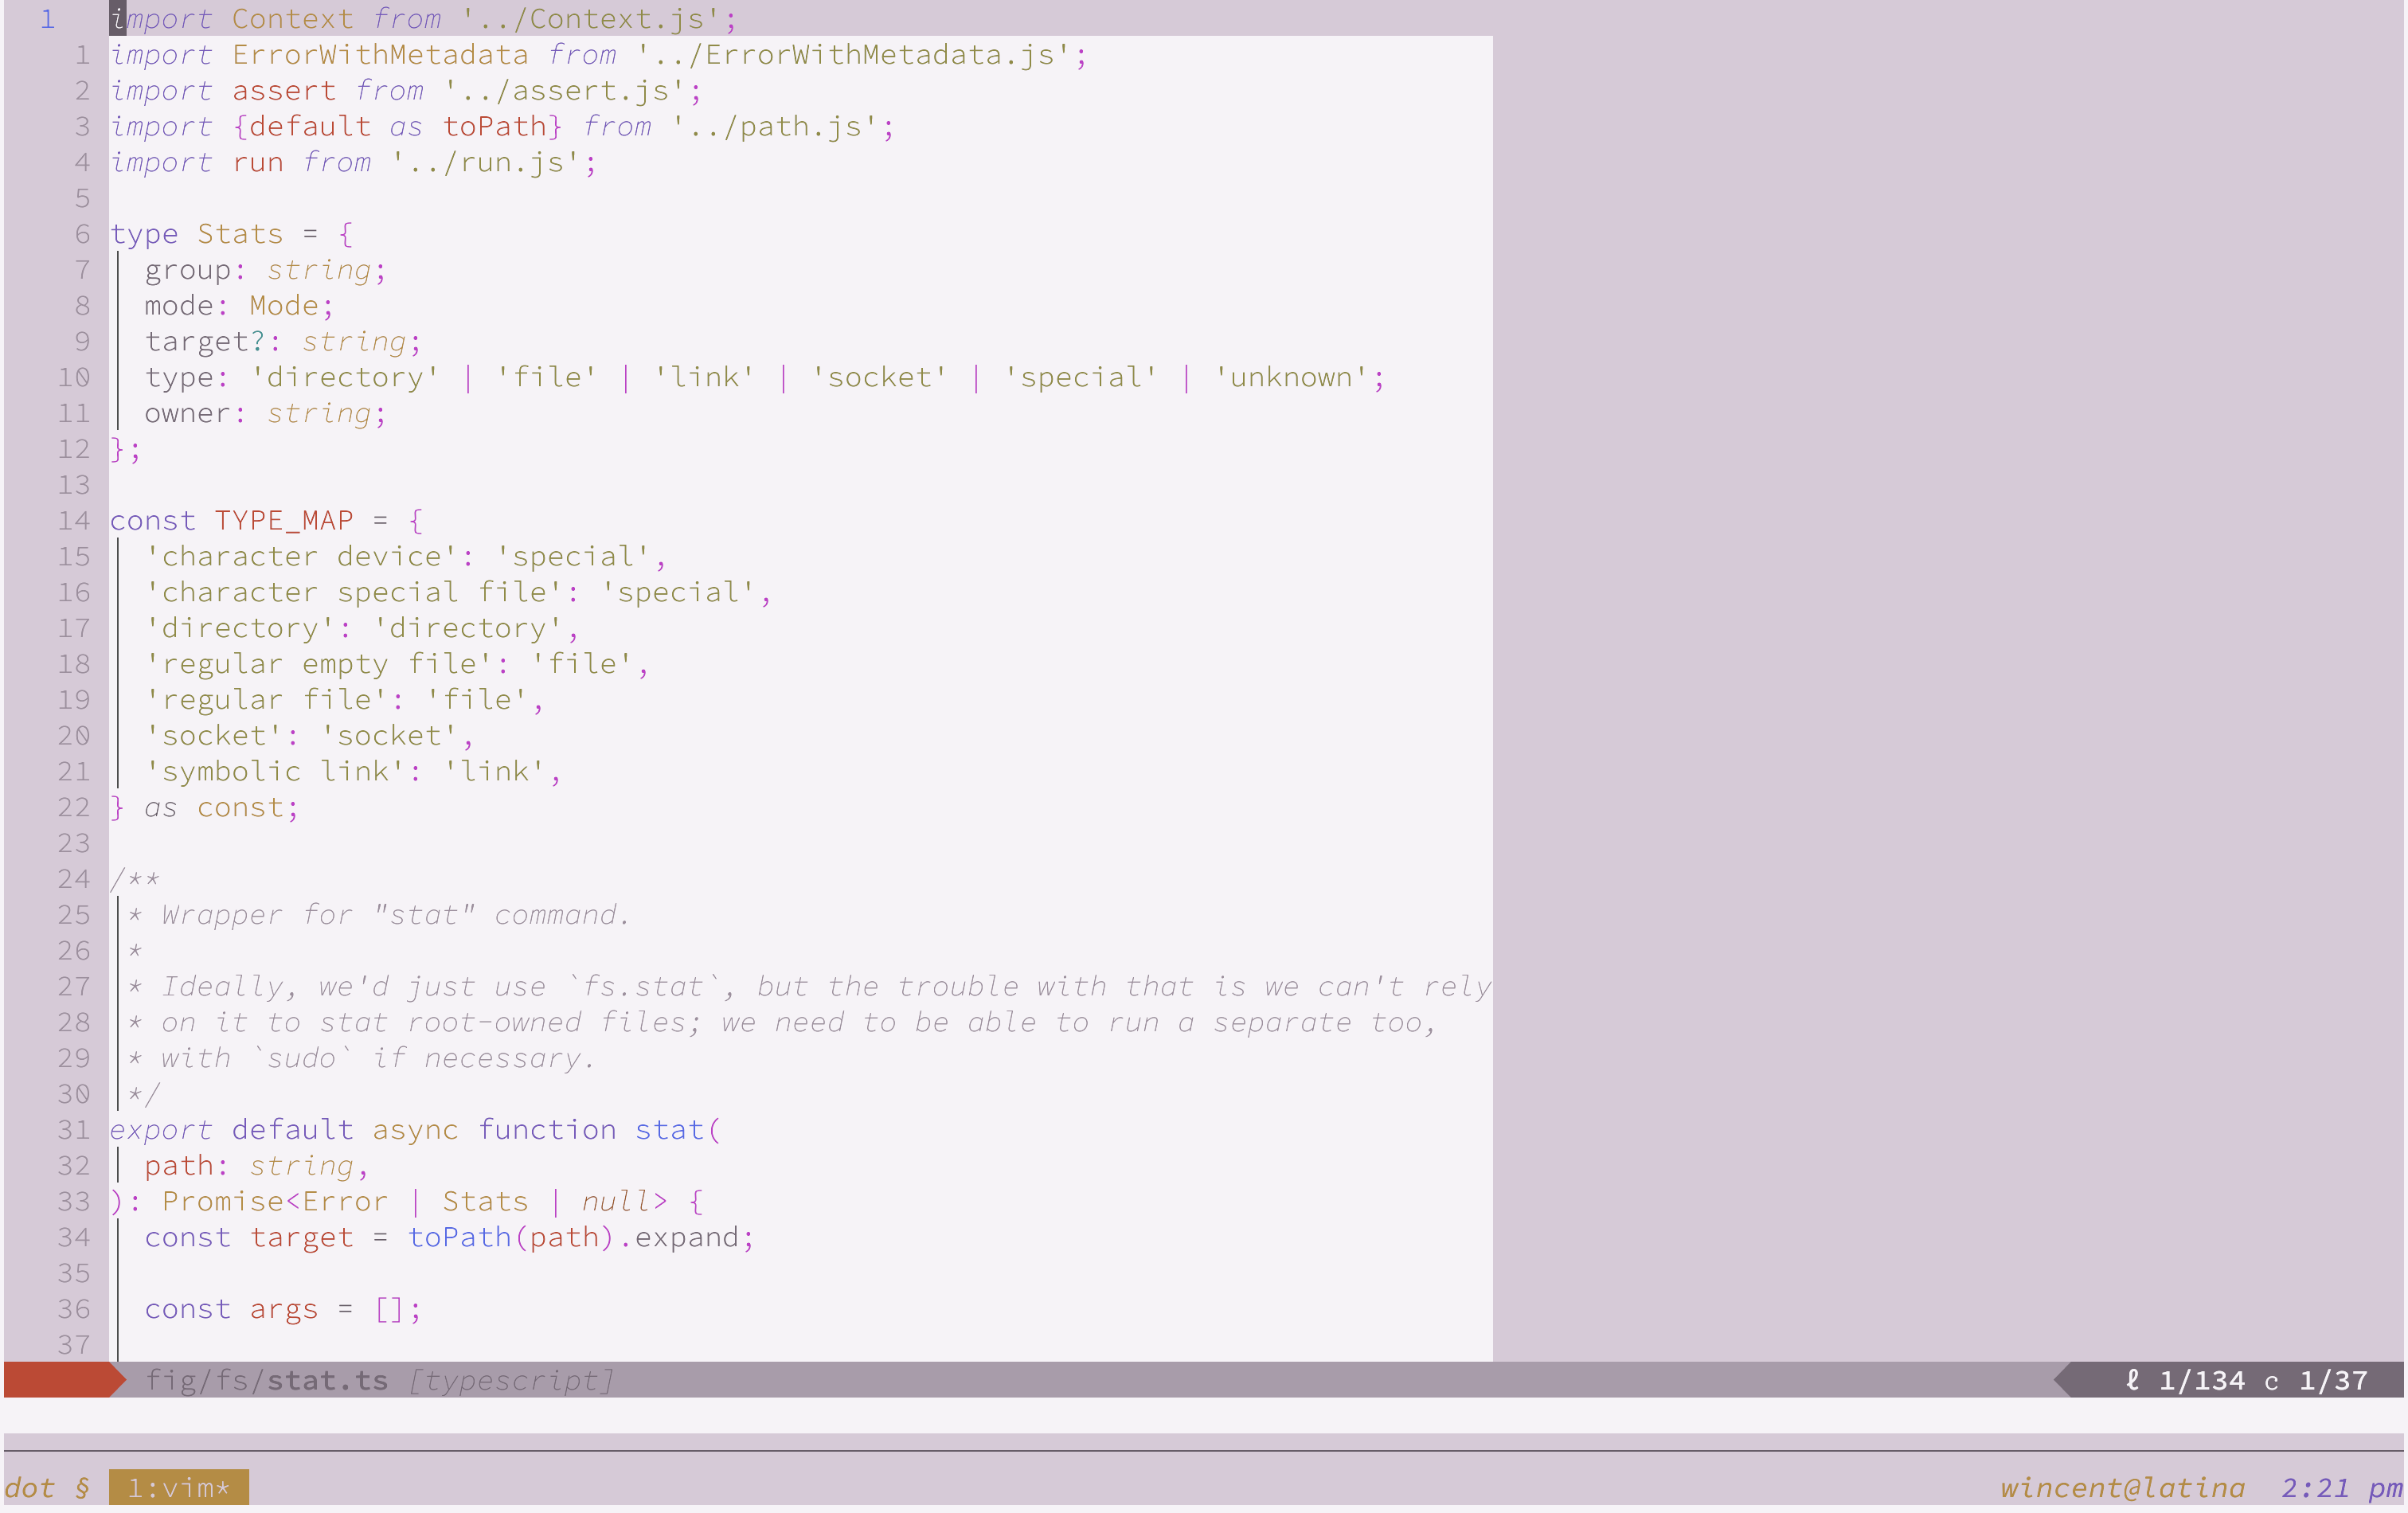 1 import Context from '../Context.js';
1 import ErrorWithMetadata from '../ErrorWithMetadata.js';
2 import assert from '../assert.js';
3 import {default as toPath} from '../path.js';
4 import run from '../run.js';
5
6 type Stats = {
7   group: string;
8   mode: Mode;
9   target?: string;
10   type: 'directory' | 'file' | 'link' | 'socket' | 'special' | 'unknown';
11   owner: string;
12 };
13
14 const TYPE_MAP = {
15   'character device': 'special',
16   'character special file': 'special',
17   'directory': 'directory',
18   'regular empty file': 'file',
19   'regular file': 'file',
20   'socket': 'socket',
21   'symbolic link': 'link',
22 } as const;
23
24 /**
25  * Wrapper for "stat" command.
26  *
27  * Ideally, we'd just use `fs.stat`, but the trouble with that is we can't rely
28  * on it to stat root-owned files; we need to be able to run a separate too,
29  * with `sudo` if necessary.
30  */
31 export default async function stat(
32   path: string,
33 ): Promise<Error | Stats | null> {
34   const target = toPath(path).expand;
35
36   const args = [];
37
fig/fs/stat.ts [typescript] ℓ 1/134 c 1/37
dot § 1:vim* wincent@latina 2:21 pm